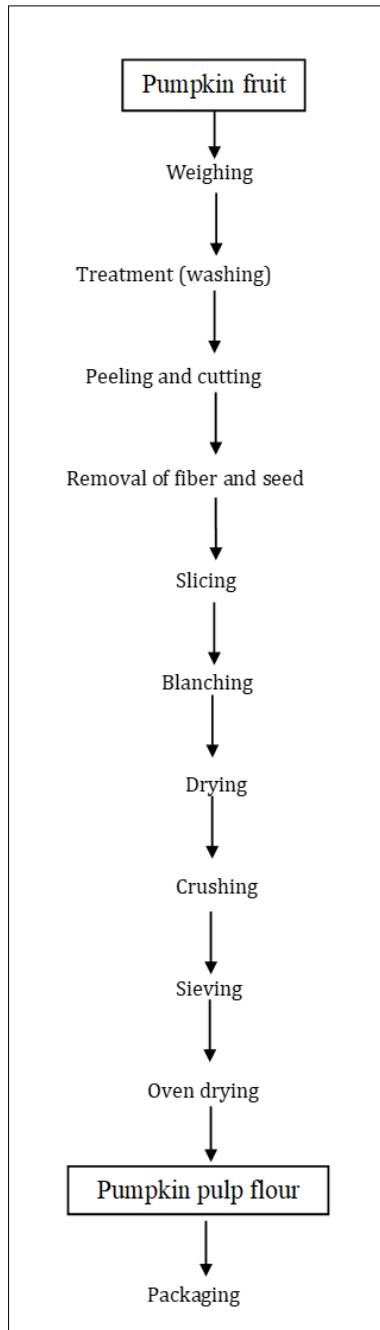 Pumpkin fruit
Weighing
Treatment (washing)
Peeling and cutting
Removal of fiber and seed
Slicing
Blanching
Drying
Crushing
Sieving
Oven drying
Pumpkin pulp flour
Packaging